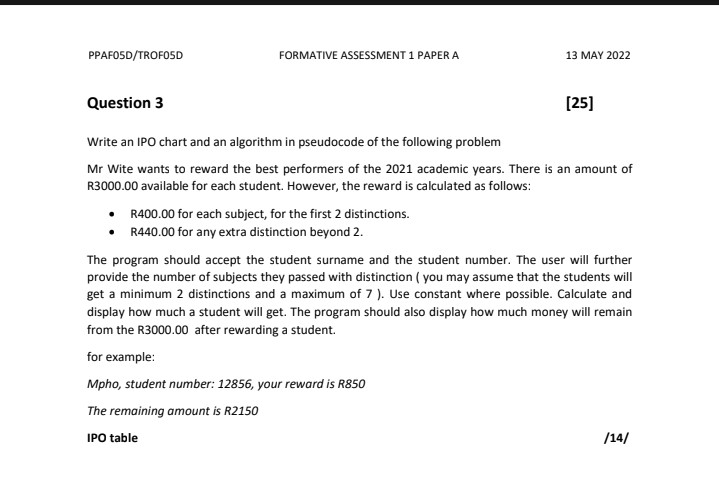 PPAF05D/TROF05D FORMATIVE ASSESSMENT 1 PAPER A 13 MAY 2022
Question 3 [25]
Write an IPO chart and an algorithm in pseudocode of the following problem
Mr Wite wants to reward the best performers of the 2021 academic years. There is an amount of
R3000.00 available for each student. However, the reward is calculated as follows:
• R400.00 for each subject, for the first 2 distinctions.
• R440.00 for any extra distinction beyond 2.
The program should accept the student surname and the student number. The user will further
provide the number of subjects they passed with distinction ( you may assume that the students will
get a minimum 2 distinctions and a maximum of 7 ). Use constant where possible. Calculate and
display how much a student will get. The program should also display how much money will remain
from the R3000.00 after rewarding a student.
for example:
Mpho, student number: 12856, your reward is R850
The remaining amount is R2150
IPO table /14/